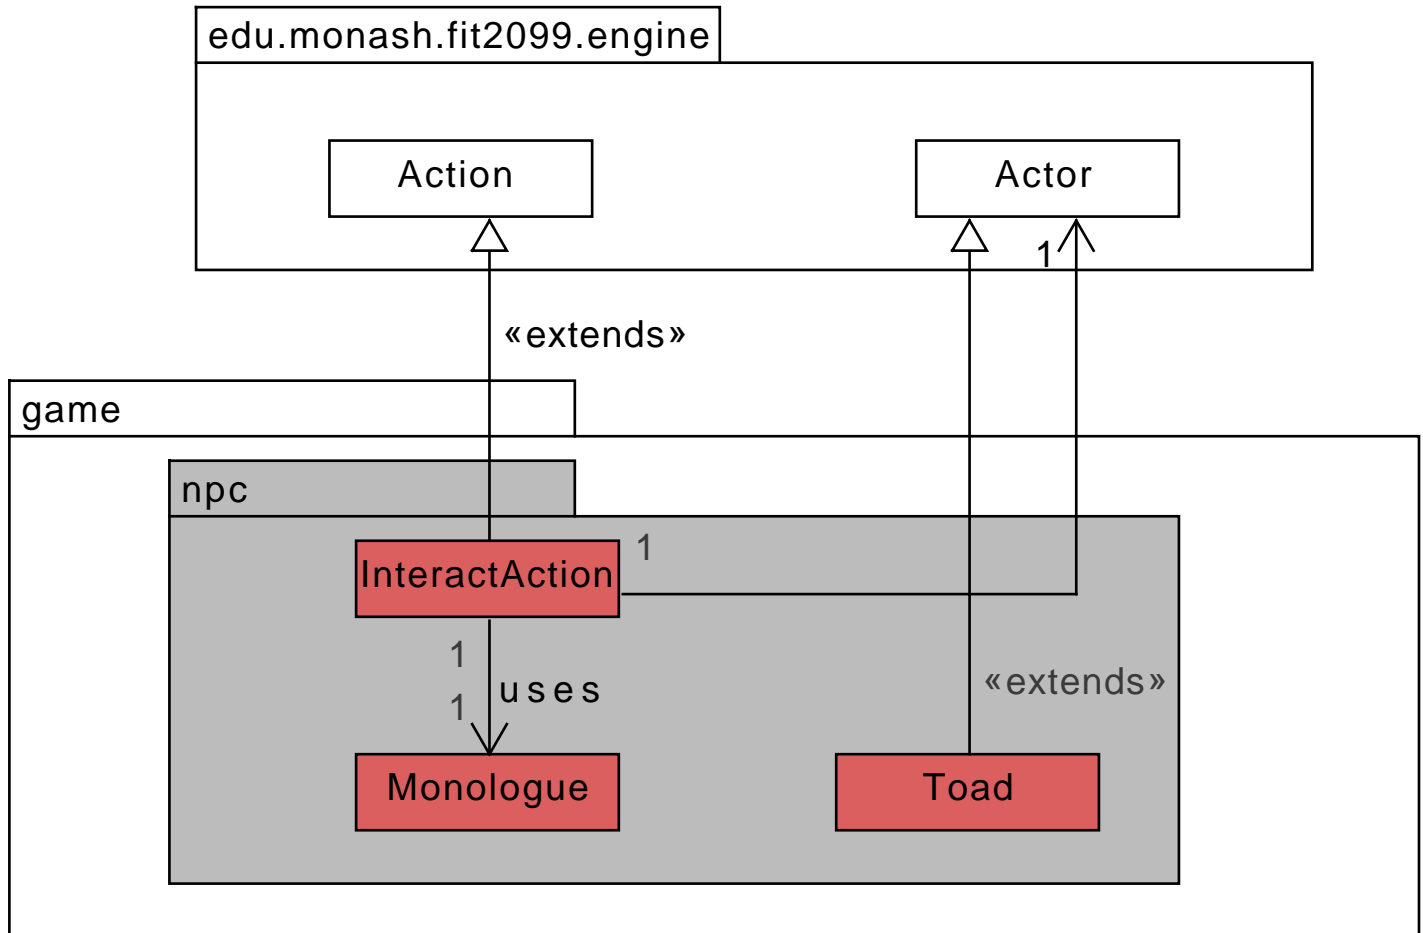 edu.monash.fit2099.engine
Action
Actor
1
«extends»
game
npc
InteractAction
1
1
uses
1
«extends»
Monologue
Toad